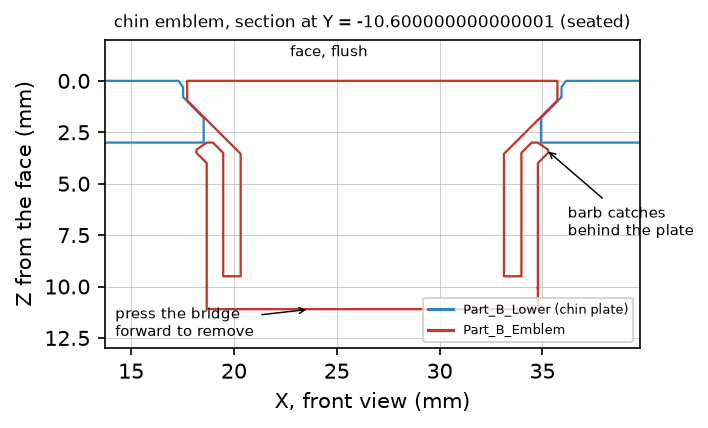 chin emblem, section at Y = -10.600000000000001 (seated)
face, flush
Z from the face (mm)
0.0
2.5
5.0
7.5
10.0
12.5
barb catches
behind the plate
press the bridge
forward to remove
Part_B_Lower (chin plate)
Part_B_Emblem
15
20
25
30
35
X, front view (mm)